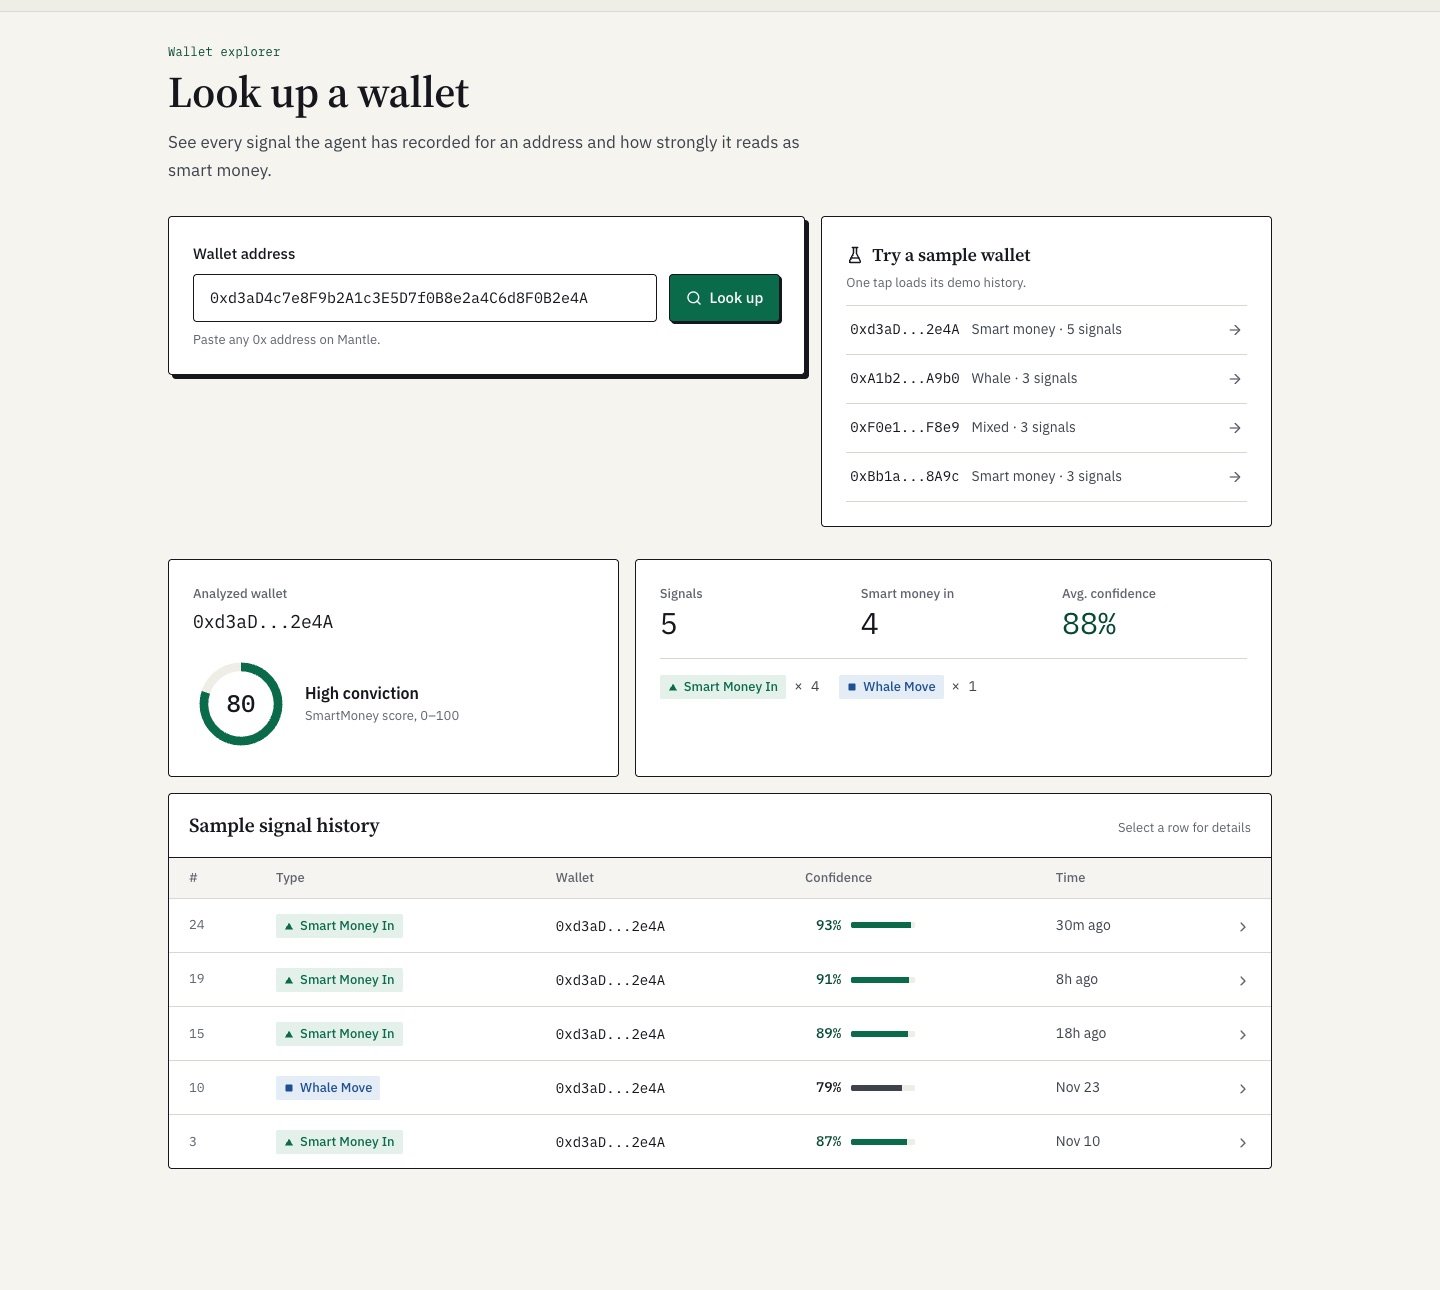 Wallet explorer
Look up a wallet
See every signal the agent has recorded for an address and how strongly it reads as
smart money.
Wallet address
0xd3aD4c7e8F9b2A1c3E5D7f0B8e2a4C6d8F0B2e4A
Look up
Paste any 0x address on Mantle.
Try a sample wallet
One tap loads its demo history.
0xd3aD...2e4A Smart money · 5 signals
0xA1b2...A9b0 Whale · 3 signals
0xF0e1...F8e9 Mixed · 3 signals
0xBb1a...8A9c Smart money · 3 signals
Analyzed wallet
0xd3aD...2e4A
80
High conviction
SmartMoney score, 0–100
Signals Smart money in Avg. confidence
5 4 88%
Smart Money In × 4 Whale Move × 1
Sample signal history
Select a row for details
# Type Wallet Confidence Time
24 Smart Money In 0xd3aD...2e4A 93% 30m ago
19 Smart Money In 0xd3aD...2e4A 91% 8h ago
15 Smart Money In 0xd3aD...2e4A 89% 18h ago
10 Whale Move 0xd3aD...2e4A 79% Nov 23
3 Smart Money In 0xd3aD...2e4A 87% Nov 10